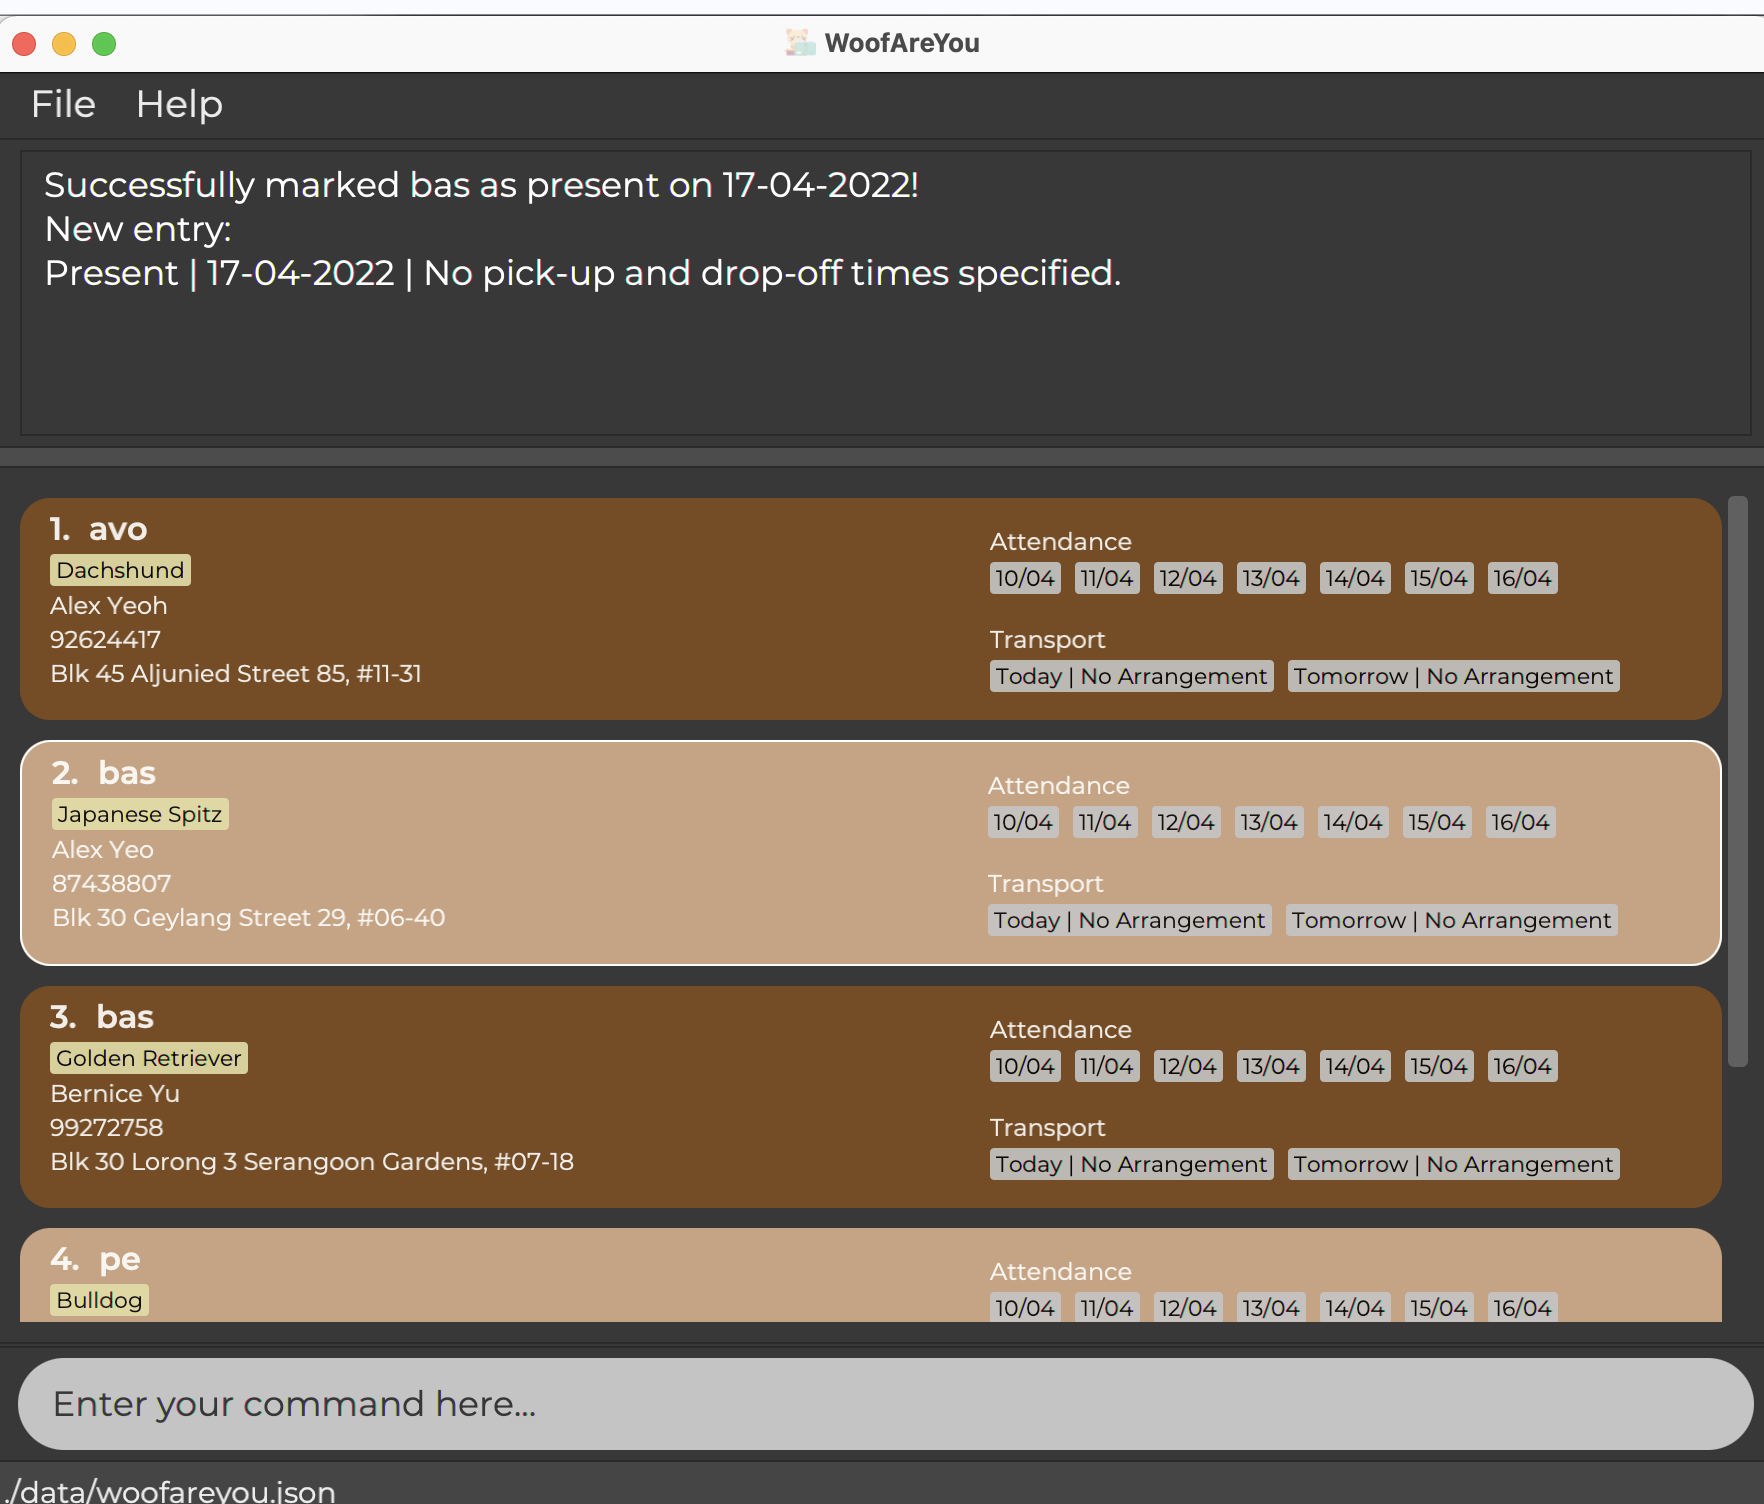 WoofAreYou
File Help
Successfully marked bas as present on 17-04-2022!
New entry:
Present | 17-04-2022 | No pick-up and drop-off times specified.
1. avo
Dachshund
Alex Yeoh
92624417
Blk 45 Aljunied Street 85, #11-31
Attendance
10/04 11/04 12/04 13/04 14/04 15/04 16/04
Transport
Today | No Arrangement Tomorrow | No Arrangement
2. bas
Japanese Spitz
Alex Yeo
87438807
Blk 30 Geylang Street 29, #06-40
Attendance
10/04 11/04 12/04 13/04 14/04 15/04 16/04
Transport
Today | No Arrangement Tomorrow | No Arrangement
3. bas
Golden Retriever
Bernice Yu
99272758
Blk 30 Lorong 3 Serangoon Gardens, #07-18
Attendance
10/04 11/04 12/04 13/04 14/04 15/04 16/04
Transport
Today | No Arrangement Tomorrow | No Arrangement
4. pe
Bulldog
Attendance
10/04 11/04 12/04 13/04 14/04 15/04 16/04
Enter your command here...
./data/woofareyou.json